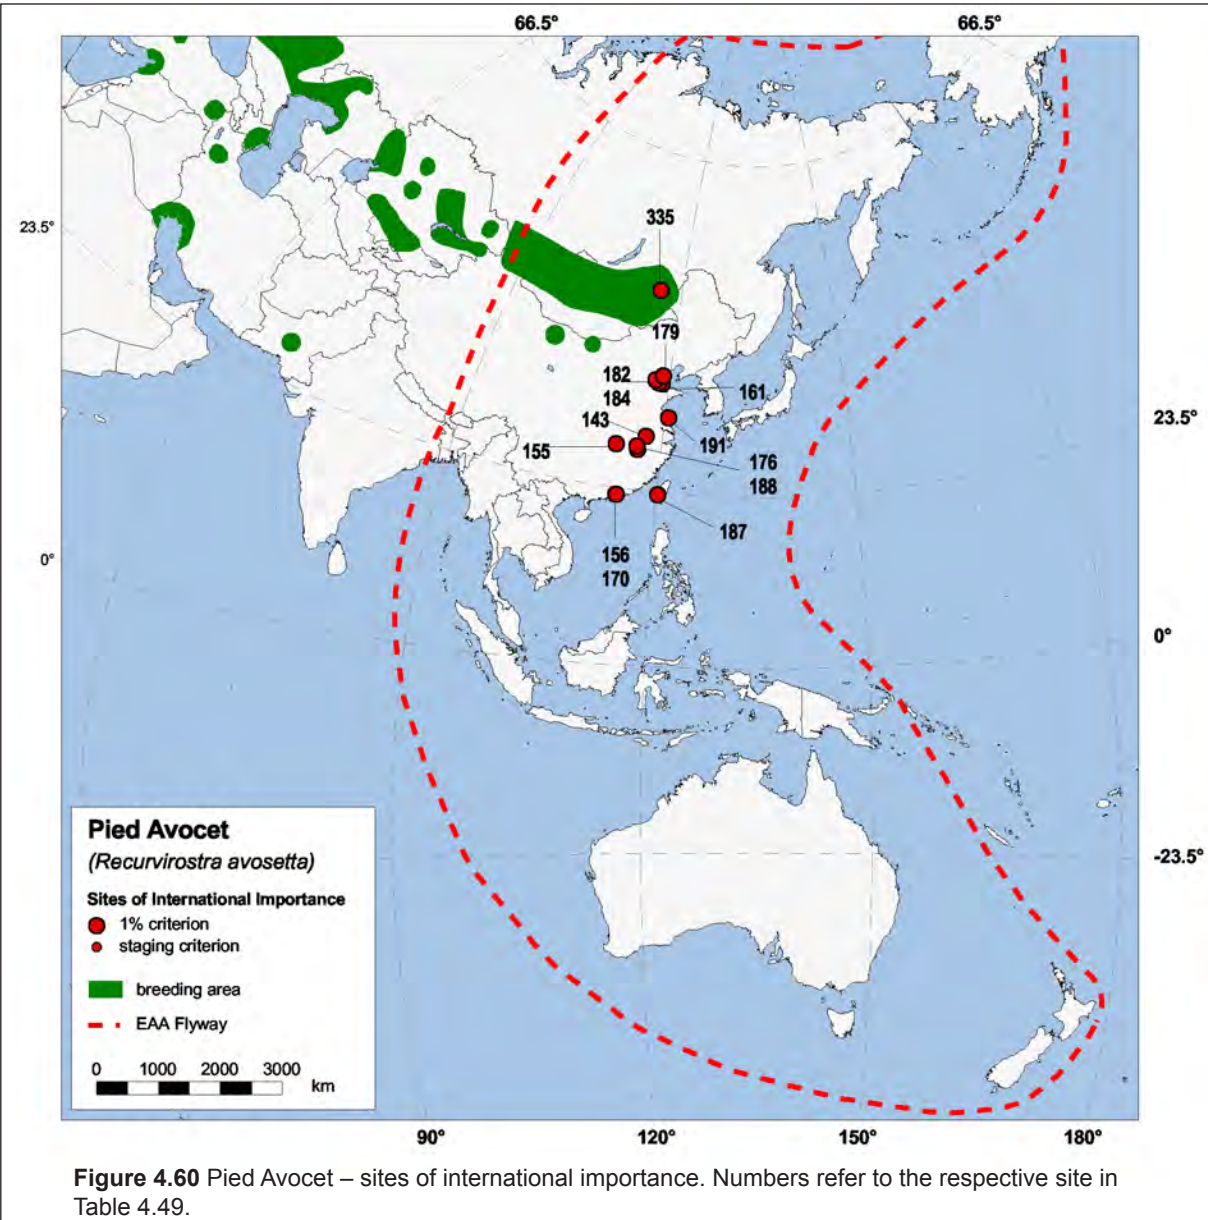 66.5° 66.5°
335
23.5°
179
182
184
161
23.5°
143
155
191
176
188
187
156
170
0°
0°
-23.5°
Pied Avocet
(Recurvirostra avosetta)
Sites of International Importance
1% criterion
staging criterion
breeding area
EAA Flyway
0 1000 2000 3000
km
90° 120° 150° 180°
Figure 4.60 Pied Avocet – sites of international importance. Numbers refer to the respective site in
Table 4.49.